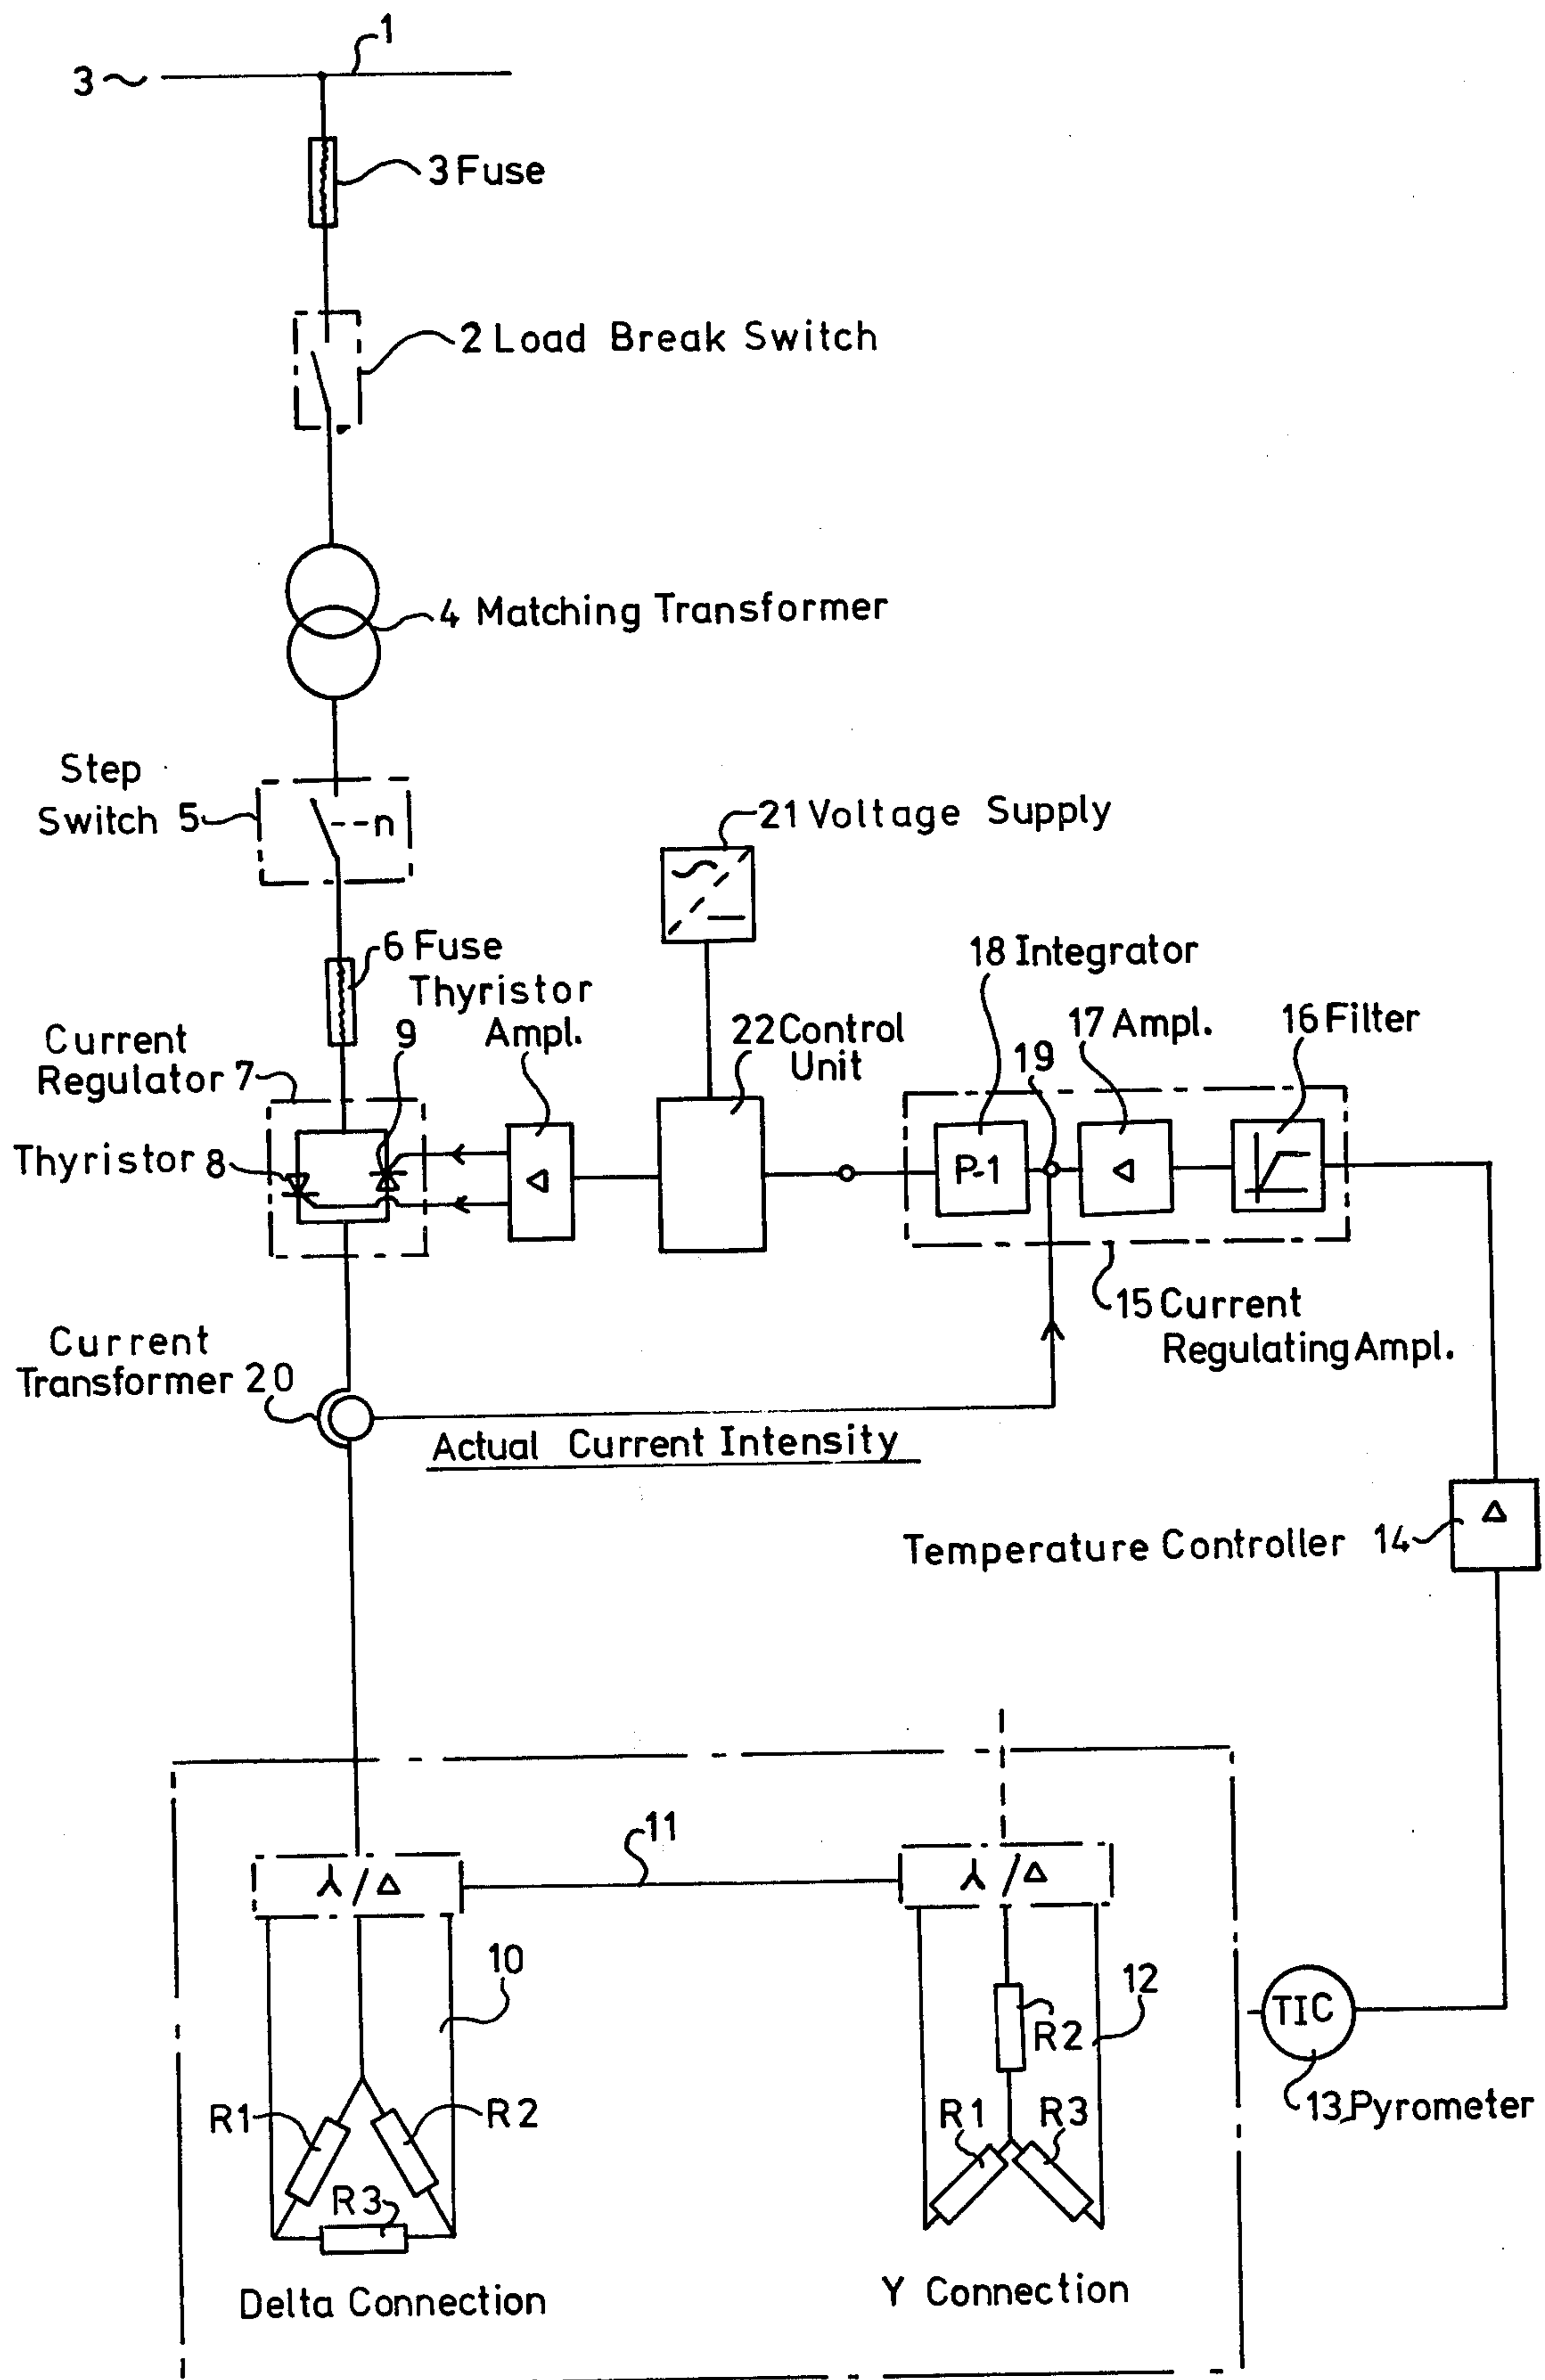 1
3 ~
3 Fuse
2 Load Break Switch
4 Matching Transformer
Step
Switch 5
--n
21 Voltage Supply
6 Fuse
Thyristor
Ampl.
9
Current
Regulator 7
22 Control
Unit
18 Integrator
19
17 Ampl.
16 Filter
Thyristor 8
P-1
15 Current
Regulating Ampl.
Current
Transformer 20
Actual Current Intensity
Temperature Controller 14
11
⅄ / Δ
⅄ / Δ
10
12
R2
TIC
13 Pyrometer
R1
R2
R3
R1
R3
Delta Connection
Y Connection